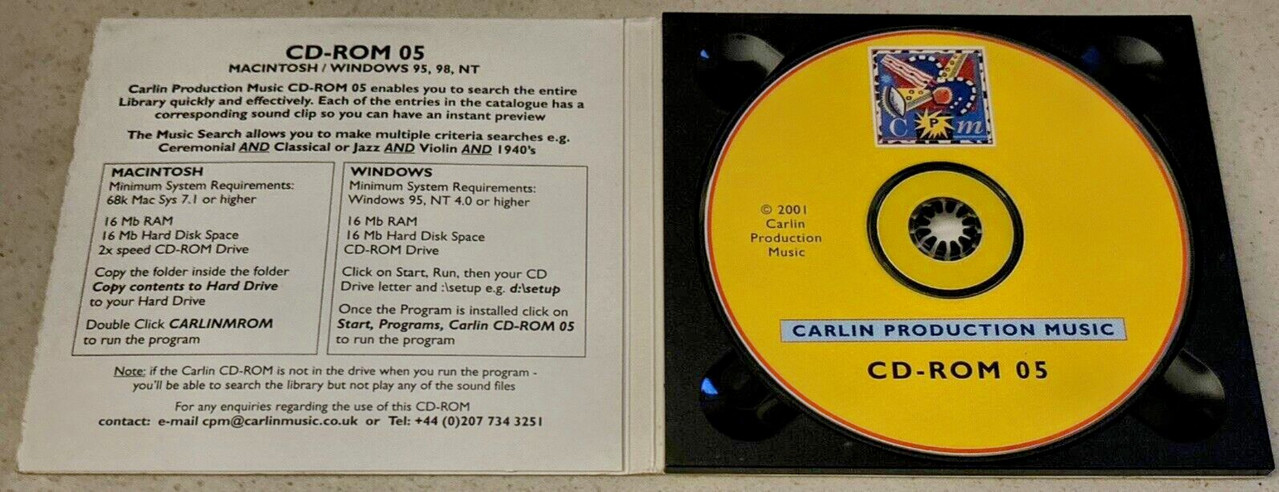 CD-ROM 05
MACINTOSH / WINDOWS 95, 98, NT
Carlin Production Music CD-ROM 05 enables you to search the entire
Library quickly and effectively. Each of the entries in the catalogue has a
corresponding sound clip so you can have an instant preview
The Music Search allows you to make multiple criteria searches e.g.
Ceremonial AND Classical or Jazz AND Violin AND 1940's
MACINTOSH
Minimum System Requirements:
68k Mac Sys 7.1 or higher
16 Mb RAM
16 Mb Hard Disk Space
2x speed CD-ROM Drive
Copy the folder inside the folder
Copy contents to Hard Drive
to your Hard Drive
Double Click CARLINMROM
to run the program
WINDOWS
Minimum System Requirements:
Windows 95, NT 4.0 or higher
16 Mb RAM
16 Mb Hard Disk Space
CD-ROM Drive
Click on Start, Run, then your CD
Drive letter and :\setup e.g. d:\setup
Once the Program is installed click on
Start, Programs, Carlin CD-ROM 05
to run the program
Note: if the Carlin CD-ROM is not in the drive when you run the program -
you'll be able to search the library but not play any of the sound files
For any enquiries regarding the use of this CD-ROM
contact: e-mail cpm@carlinmusic.co.uk or Tel: +44 (0)207 734 3251
C P m
© 2001
Carlin
Production
Music
CARLIN PRODUCTION MUSIC
CD-ROM 05